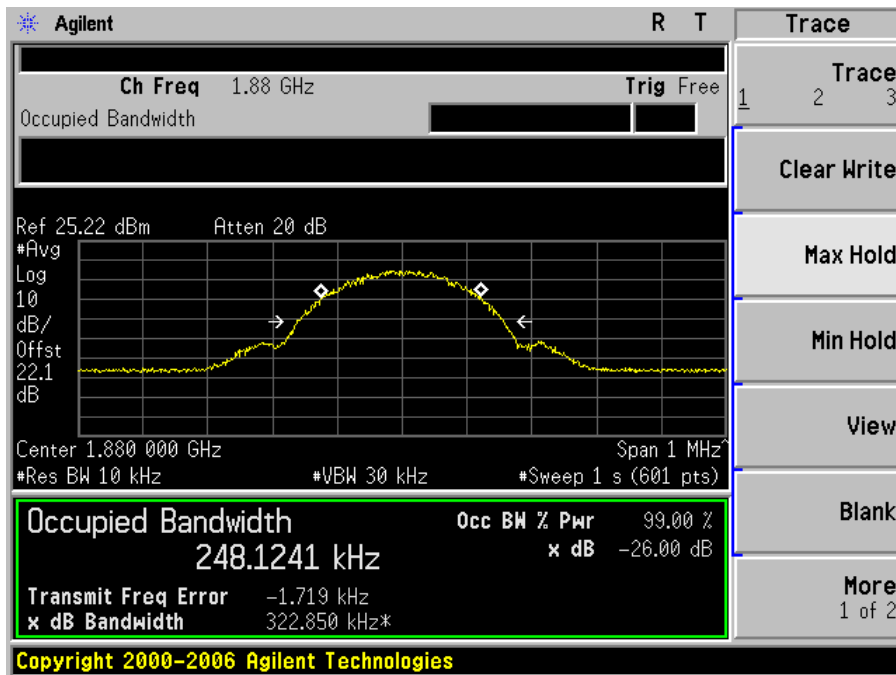 Agilent R T Trace
Ch Freq 1.88 GHz Trig Free
Occupied Bandwidth
Trace
1 2 3
Clear Write
Max Hold
Min Hold
View
Blank
More
1 of 2
Ref 25.22 dBm Atten 20 dB
#Avg
Log
10
dB/
Offst
22.1
dB
Center 1.880 000 GHz Span 1 MHz^
#Res BW 10 kHz #VBW 30 kHz #Sweep 1 s (601 pts)
Occupied Bandwidth Occ BW % Pwr 99.00 %
248.1241 kHz x dB -26.00 dB
Transmit Freq Error -1.719 kHz
x dB Bandwidth 322.850 kHz*
Copyright 2000-2006 Agilent Technologies